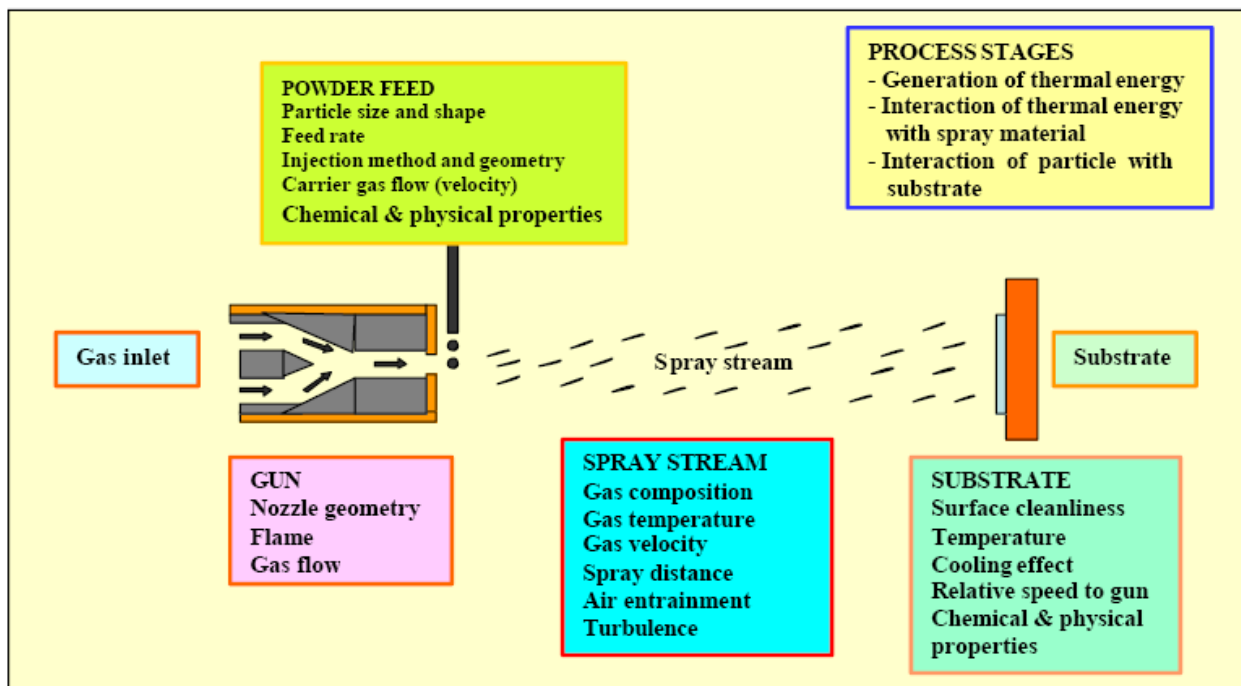 PROCESS STAGES
- Generation of thermal energy
- Interaction of thermal energy
with spray material
- Interaction of particle with
substrate
POWDER FEED
Particle size and shape
Feed rate
Injection method and geometry
Carrier gas flow (velocity)
Chemical & physical properties
Gas inlet
Spray stream
Substrate
GUN
Nozzle geometry
Flame
Gas flow
SPRAY STREAM
Gas composition
Gas temperature
Gas velocity
Spray distance
Air entrainment
Turbulence
SUBSTRATE
Surface cleanliness
Temperature
Cooling effect
Relative speed to gun
Chemical & physical
properties